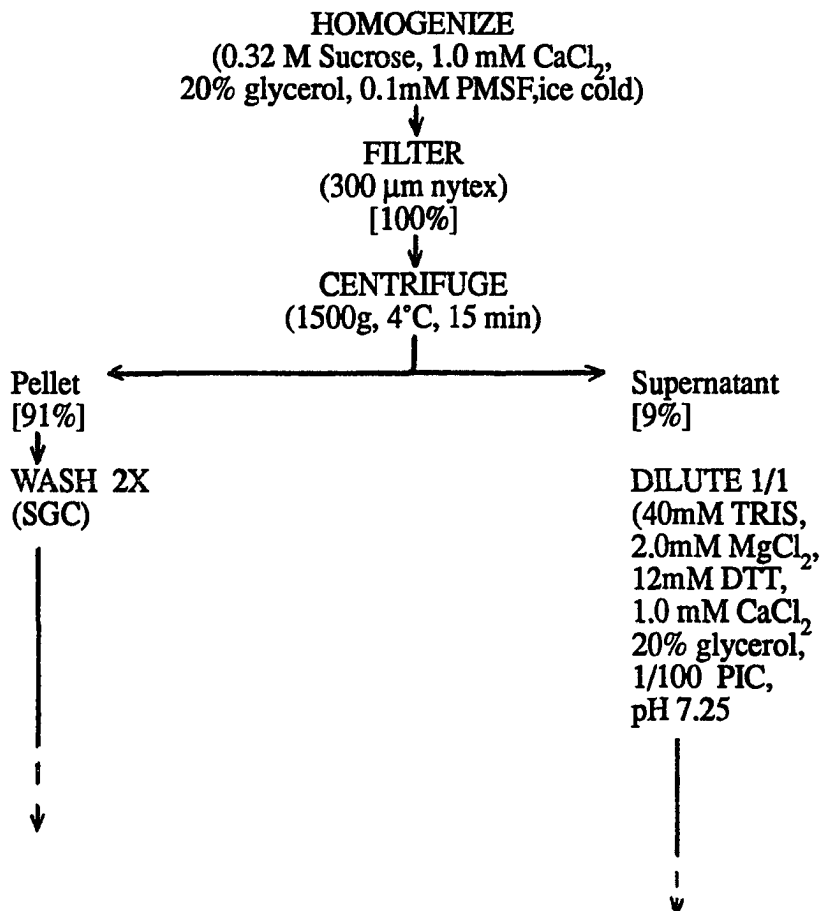 HOMOGENIZE
(0.32 M Sucrose, 1.0 mM CaCl₂,
20% glycerol, 0.1mM PMSF,ice cold)
FILTER
(300 µm nytex)
[100%]
CENTRIFUGE
(1500g, 4°C, 15 min)
Pellet
[91%]
WASH 2X
(SGC)
Supernatant
[9%]
DILUTE 1/1
(40mM TRIS,
2.0mM MgCl₂,
12mM DTT,
1.0 mM CaCl₂
20% glycerol,
1/100 PIC,
pH 7.25